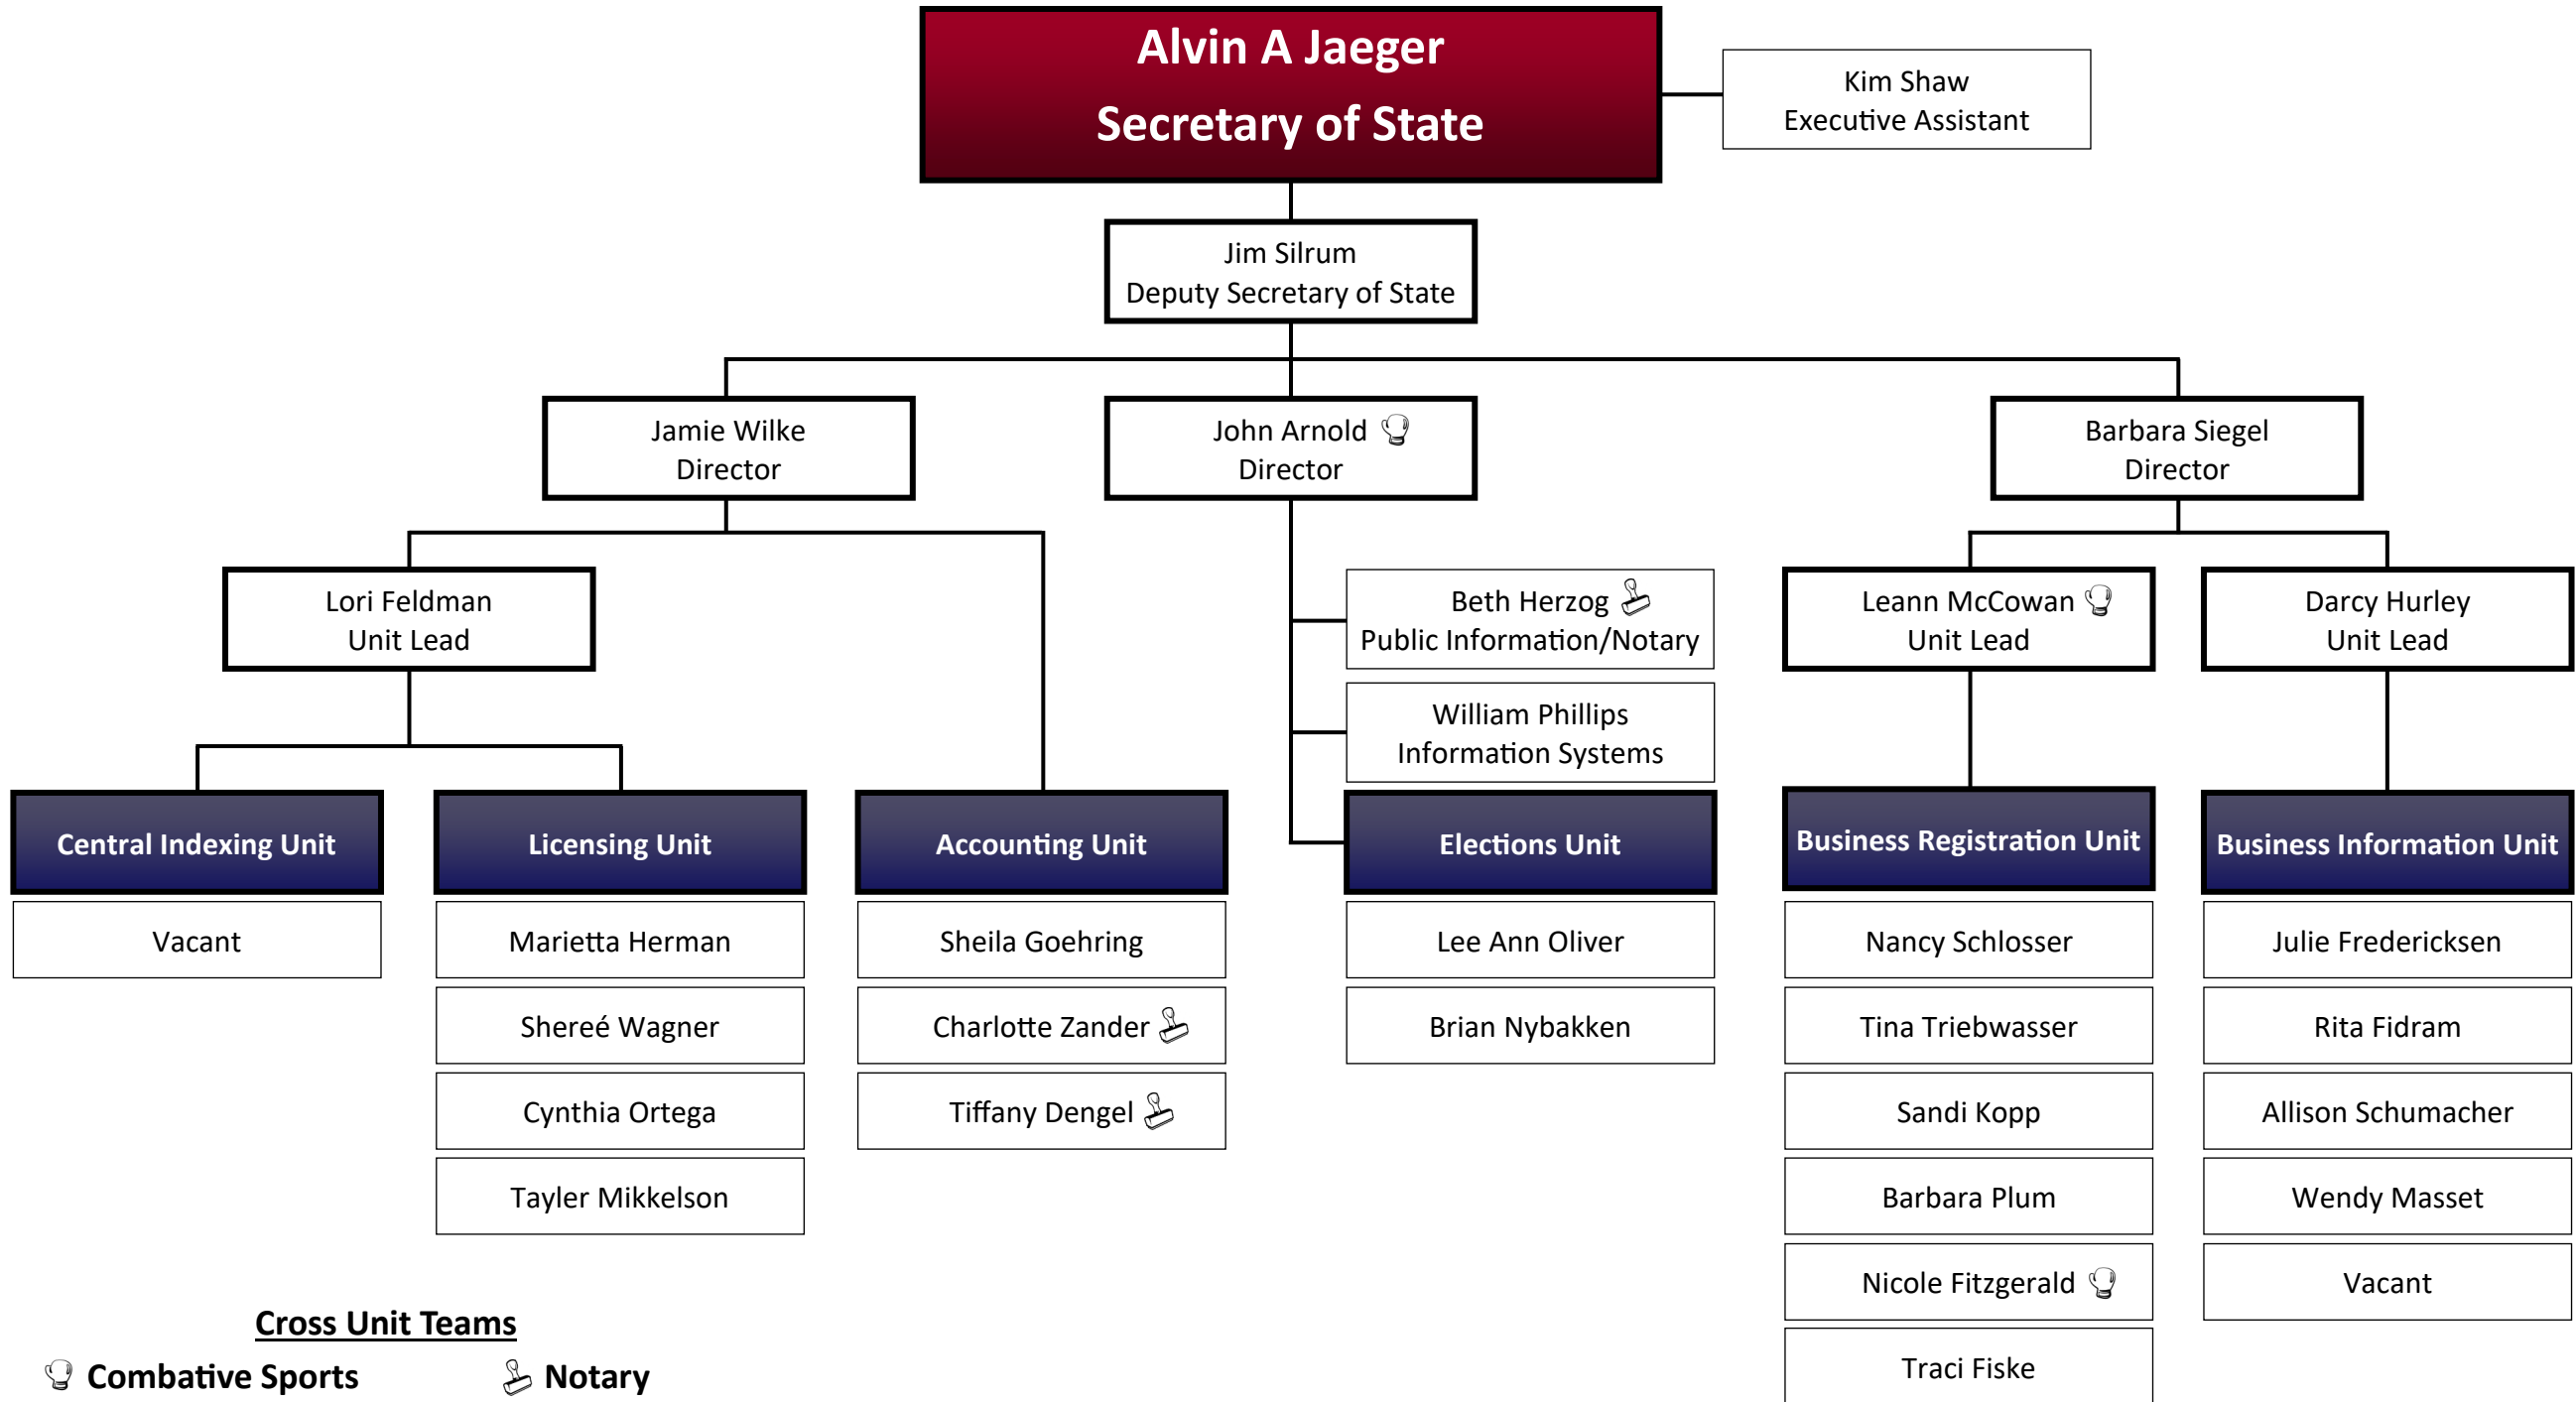 Alvin A Jaeger
Secretary of State
Kim Shaw
Executive Assistant
Jim Silrum
Deputy Secretary of State
Jamie Wilke
Director
John Arnold
Director
Barbara Siegel
Director
Lori Feldman
Unit Lead
Beth Herzog
Public Information/Notary
William Phillips
Information Systems
Leann McCowan
Unit Lead
Darcy Hurley
Unit Lead
Central Indexing Unit
Vacant
Licensing Unit
Marietta Herman
Shereé Wagner
Cynthia Ortega
Tayler Mikkelson
Accounting Unit
Sheila Goehring
Charlotte Zander
Tiffany Dengel
Elections Unit
Lee Ann Oliver
Brian Nybakken
Business Registration Unit
Nancy Schlosser
Tina Triebwasser
Sandi Kopp
Barbara Plum
Nicole Fitzgerald
Traci Fiske
Business Information Unit
Julie Fredericksen
Rita Fidram
Allison Schumacher
Wendy Masset
Vacant
Cross Unit Teams
Combative Sports
Notary